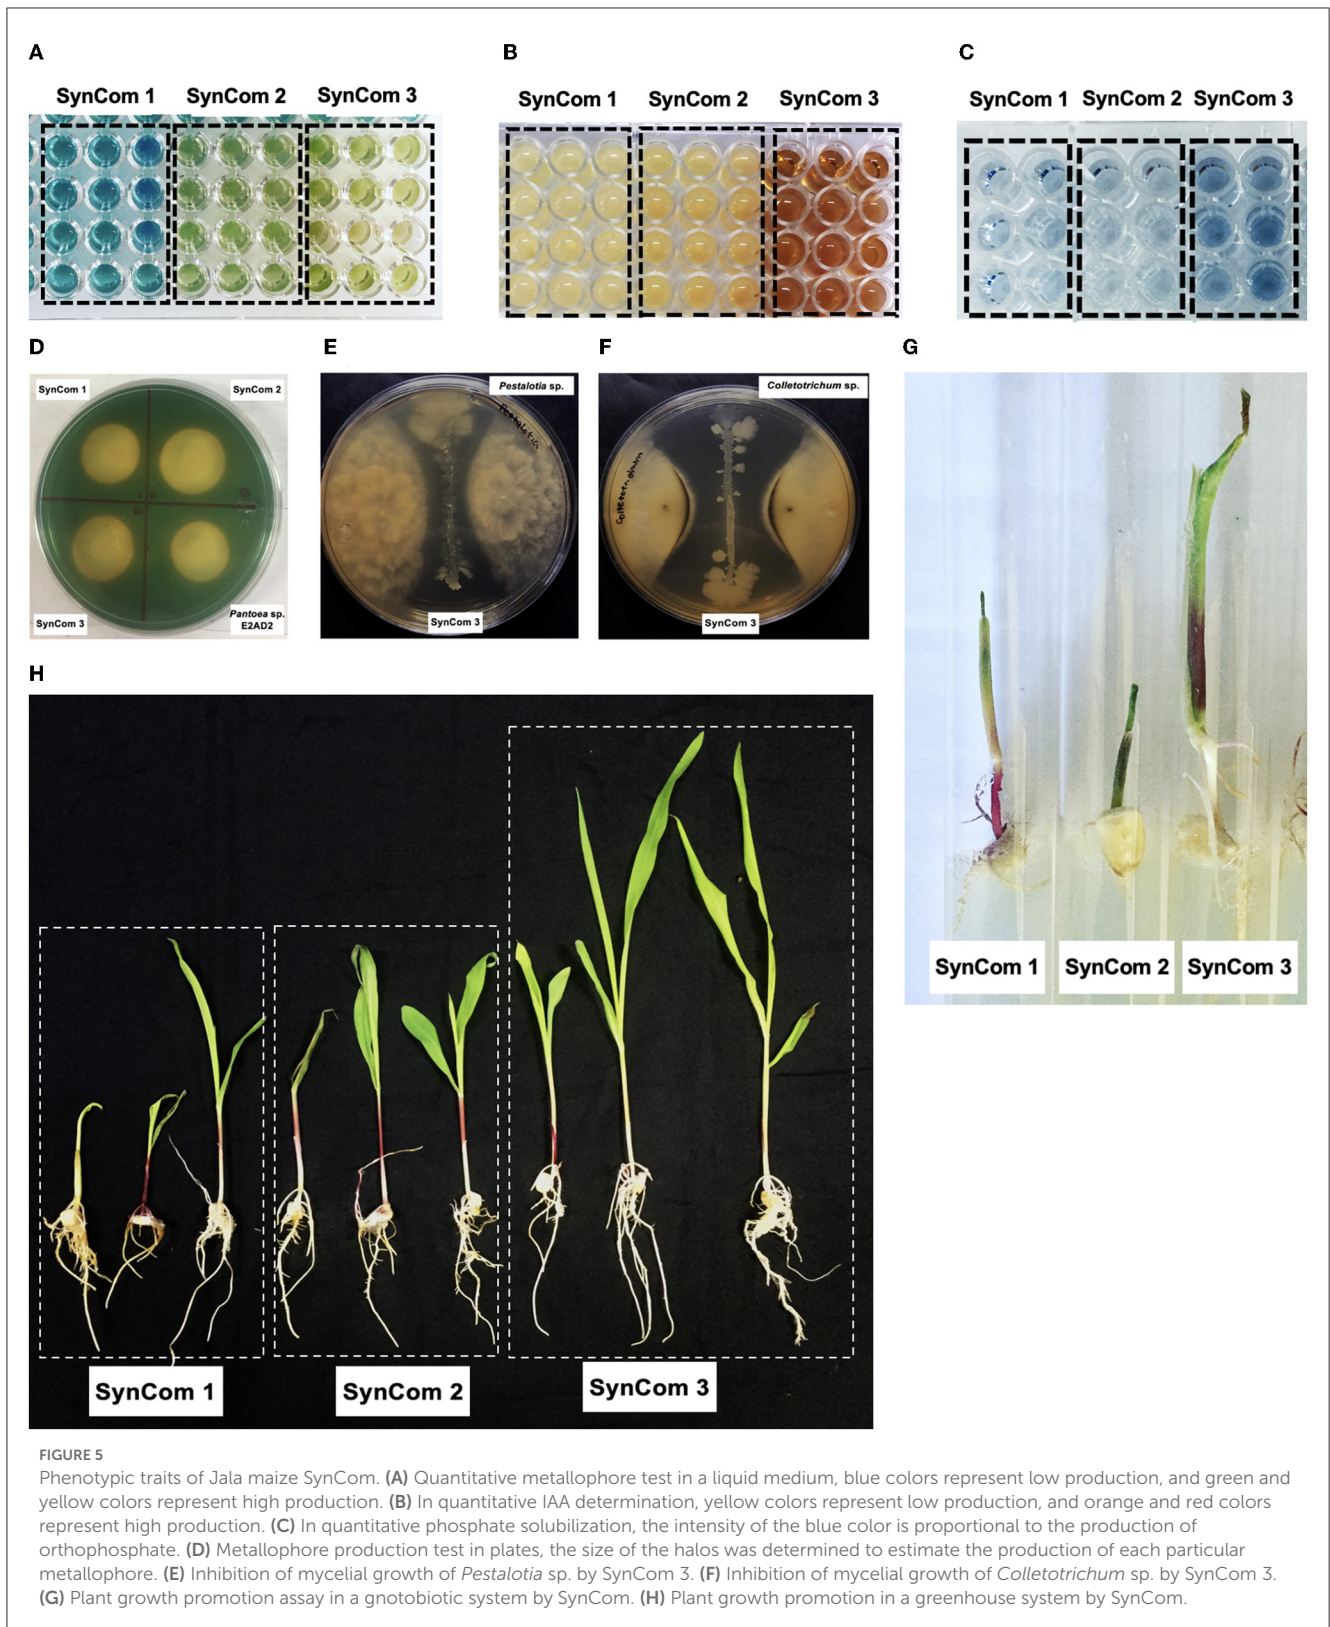 A
B
C
SynCom 1
SynCom 2
SynCom 3
SynCom 1
SynCom 2
SynCom 3
SynCom 1
SynCom 2
SynCom 3
D
E
F
G
SynCom 1
SynCom 2
SynCom 3
Pantoea sp.
E2AD2
Pestalotia sp.
Pestalotia
SynCom 3
Colletotrichum sp.
SynCom 3
SynCom 1
SynCom 2
SynCom 3
H
SynCom 1
SynCom 2
SynCom 3
FIGURE 5
Phenotypic traits of Jala maize SynCom. (A) Quantitative metallophore test in a liquid medium, blue colors represent low production, and green and
yellow colors represent high production. (B) In quantitative IAA determination, yellow colors represent low production, and orange and red colors
represent high production. (C) In quantitative phosphate solubilization, the intensity of the blue color is proportional to the production of
orthophosphate. (D) Metallophore production test in plates, the size of the halos was determined to estimate the production of each particular
metallophore. (E) Inhibition of mycelial growth of Pestalotia sp. by SynCom 3. (F) Inhibition of mycelial growth of Colletotrichum sp. by SynCom 3.
(G) Plant growth promotion assay in a gnotobiotic system by SynCom. (H) Plant growth promotion in a greenhouse system by SynCom.